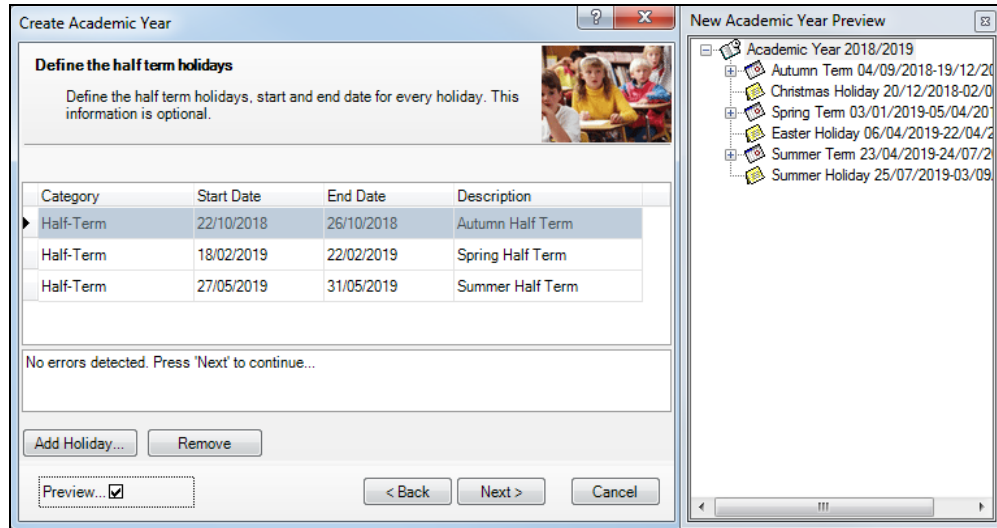 Create Academic Year
Define the half term holidays
Define the half term holidays, start and end date for every holiday. This
information is optional.
Category Start Date End Date Description
Half-Term 22/10/2018 26/10/2018 Autumn Half Term
Half-Term 18/02/2019 22/02/2019 Spring Half Term
Half-Term 27/05/2019 31/05/2019 Summer Half Term
No errors detected. Press 'Next' to continue...
Add Holiday... Remove
Preview... < Back Next > Cancel
New Academic Year Preview
Academic Year 2018/2019
Autumn Term 04/09/2018-19/12/20
Christmas Holiday 20/12/2018-02/0
Spring Term 03/01/2019-05/04/201
Easter Holiday 06/04/2019-22/04/2
Summer Term 23/04/2019-24/07/2
Summer Holiday 25/07/2019-03/09